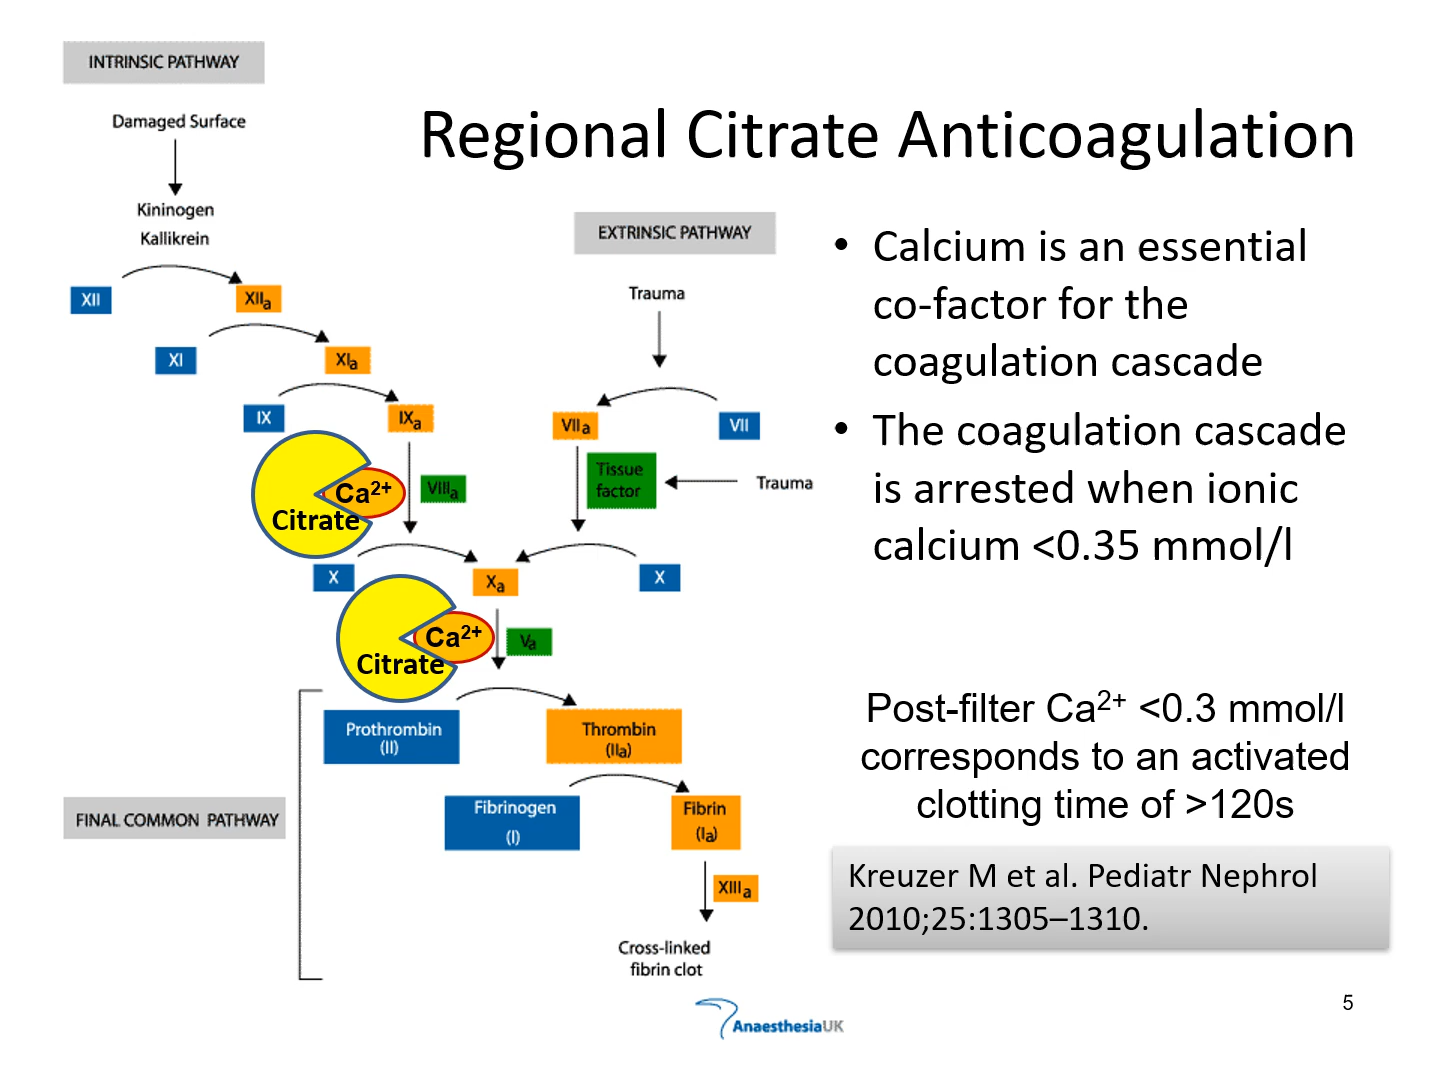 INTRINSIC PATHWAY
Damaged Surface
Kininogen
Kallikrein
XII
XIIa
XI
XIa
IX
IXa
Citrate
Ca2+
VIIIa
X
Xa
Citrate
Ca2+
Va
EXTRINSIC PATHWAY
Trauma
VIIa
VII
Tissue
factor
Trauma
X
FINAL COMMON PATHWAY
Prothrombin
(II)
Thrombin
(IIa)
Fibrinogen
(I)
Fibrin
(Ia)
XIIIa
Cross-linked
fibrin clot
AnaesthesiaUK
Regional Citrate Anticoagulation
• Calcium is an essential
co-factor for the
coagulation cascade
• The coagulation cascade
is arrested when ionic
calcium <0.35 mmol/l
Post-filter Ca2+ <0.3 mmol/l
corresponds to an activated
clotting time of >120s
Kreuzer M et al. Pediatr Nephrol
2010;25:1305–1310.
5